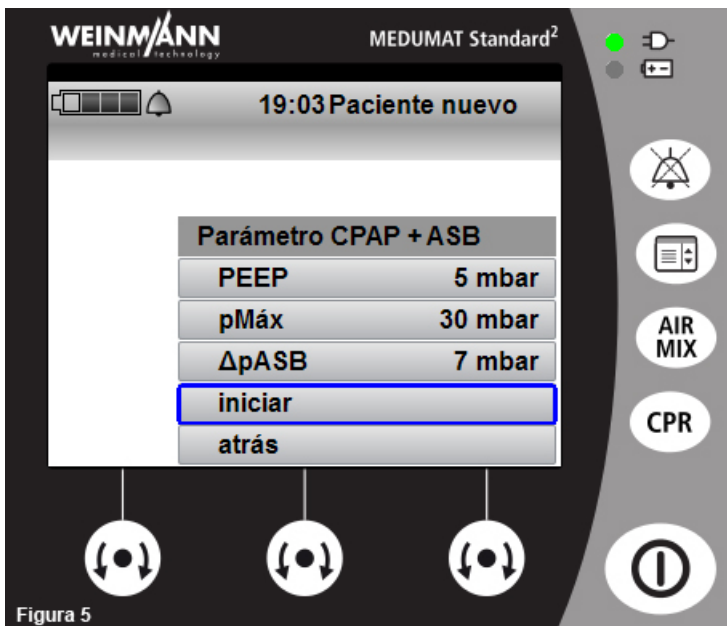 WEINMANN
medical technology
MEDUMAT Standard²
19:03 Paciente nuevo
Parámetro CPAP + ASB
PEEP 5 mbar
pMáx 30 mbar
ΔpASB 7 mbar
iniciar
atrás
AIR
MIX
CPR
Figura 5